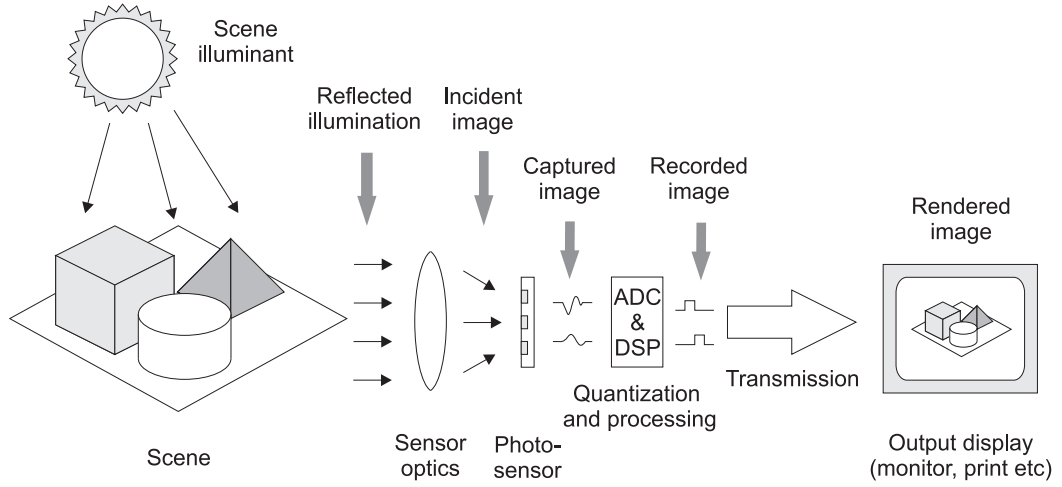 Scene
illuminant
Reflected
illumination
Incident
image
Captured
image
Recorded
image
Rendered
image
ADC
&
DSP
Quantization
and processing
Transmission
Scene
Sensor
optics
Photo-
sensor
Output display
(monitor, print etc)